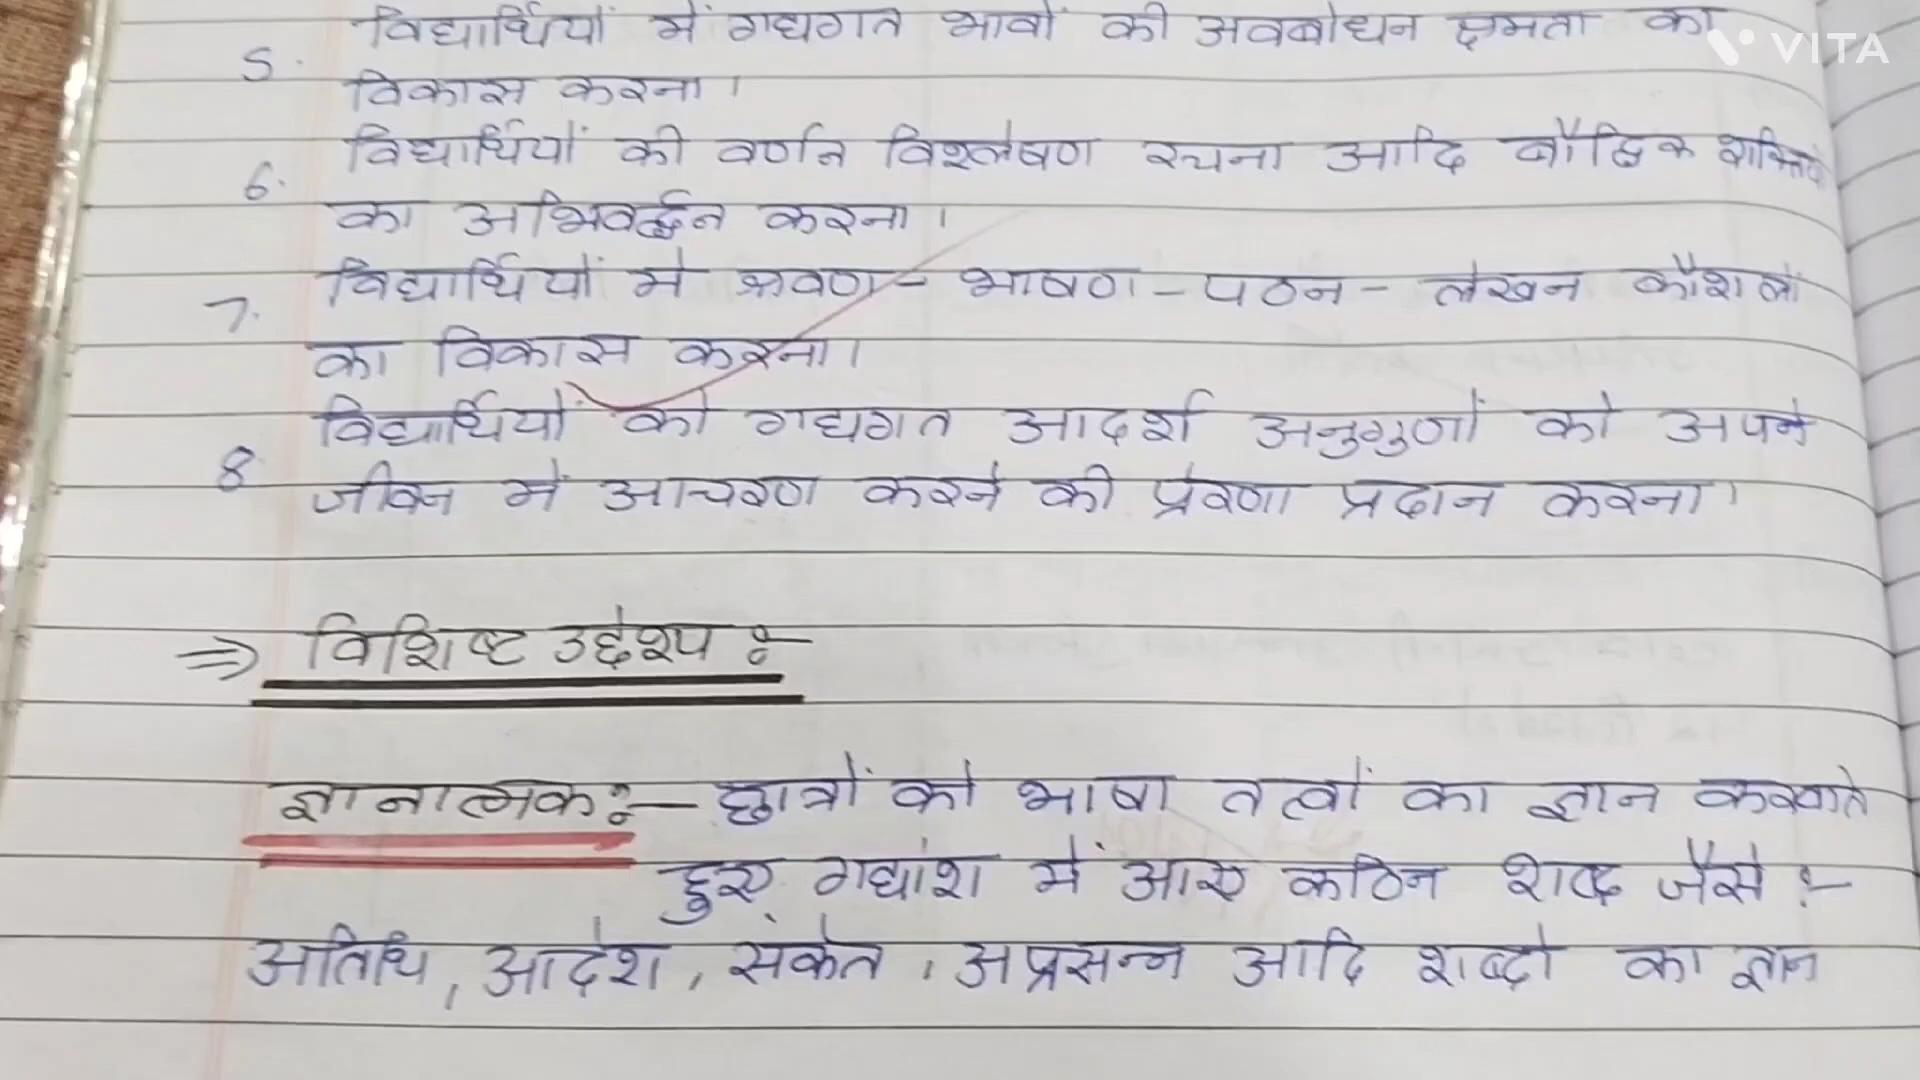 विद्यार्थियों में गद्यगत भावों की अवबोधन क्षमता का
VITA
5.
विकास करना।
विद्यार्थियों की वर्णन विश्लेषण रचना आदि बौद्धिक शक्तियों
6.
का अभिवर्द्धन करना।
विद्यार्थियों मे श्रवण - भाषण - पठन - लेखन कौशलों
7.
का विकास करना।
विद्यार्थियों को गद्यगत आदर्श अनुगुणों को अपने
8
जीवन में आचरण करने की प्रेरणा प्रदान करना।
⇒ विशिष्ट उद्देश्य :-
ज्ञानात्मक :- छात्रों को भाषा तत्वों का ज्ञान करवाते
हुए गद्यांश में आए कठिन शब्द जैसे :-
अतिथि, आदेश, संकेत, अप्रसन्न आदि शब्दो का ज्ञान